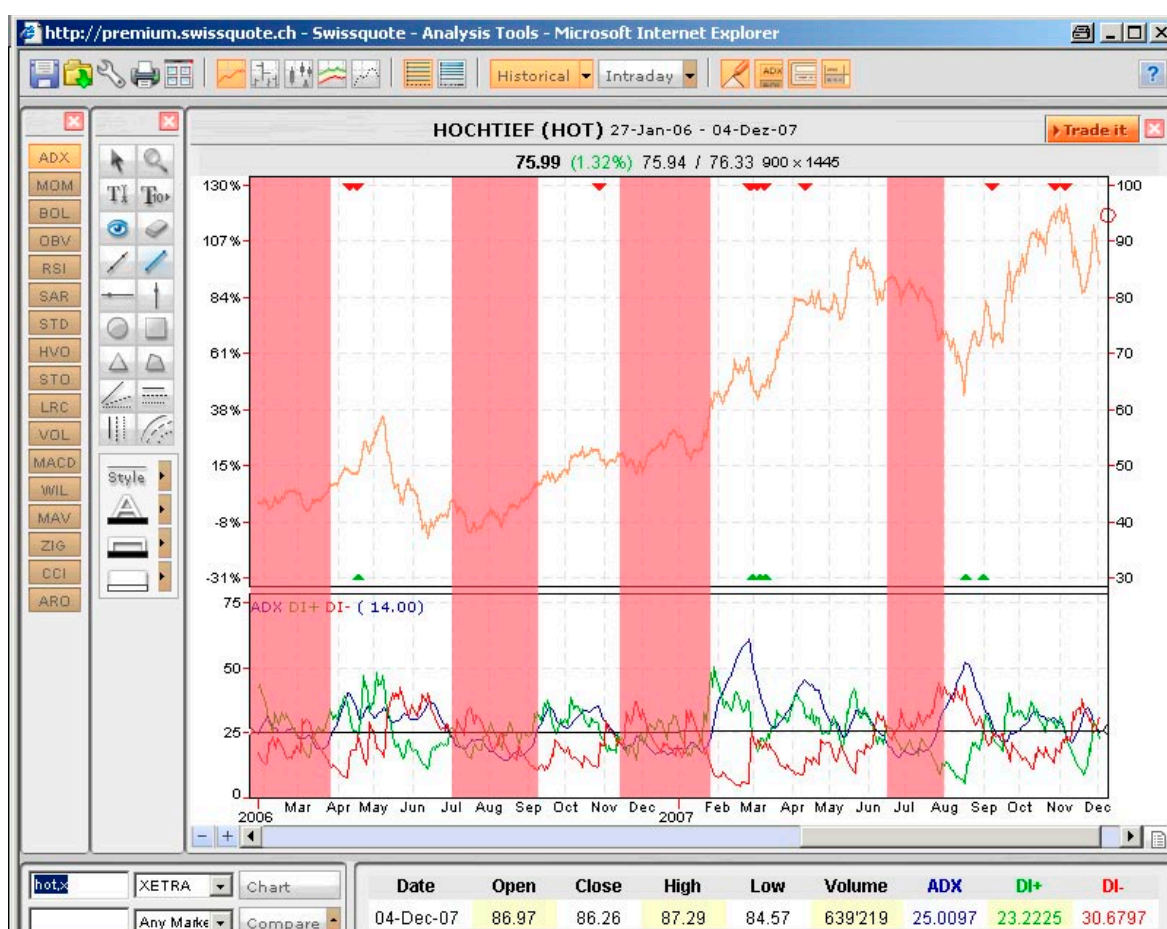 http://premium.swissquote.ch - Swissquote - Analysis Tools - Microsoft Internet Explorer
Historical Intraday ADX ?
HOCHTIEF (HOT) 27-Jan-06 - 04-Dez-07 Trade it
75.99 (1.32%) 75.94 / 76.33 900 x 1445
ADX
MOM
BOL
OBV
RSI
SAR
STD
HVO
STO
LRC
VOL
MACD
WIL
MAV
ZIG
CCI
ARO
Style
A
130% 100
107% 90
84% 80
61% 70
38% 60
15% 50
-8% 40
-31% 30
75 ADX DI+ DI- ( 14.00)
50
25
0
Mar Apr May Jun Jul Aug Sep Oct Nov Dec Feb Mar Apr May Jun Jul Aug Sep Oct Nov Dec
2006 2007
- +
hot,x XETRA Chart
Any Marke Compare
Date Open Close High Low Volume ADX DI+ DI-
04-Dec-07 86.97 86.26 87.29 84.57 639'219 25.0097 23.2225 30.6797